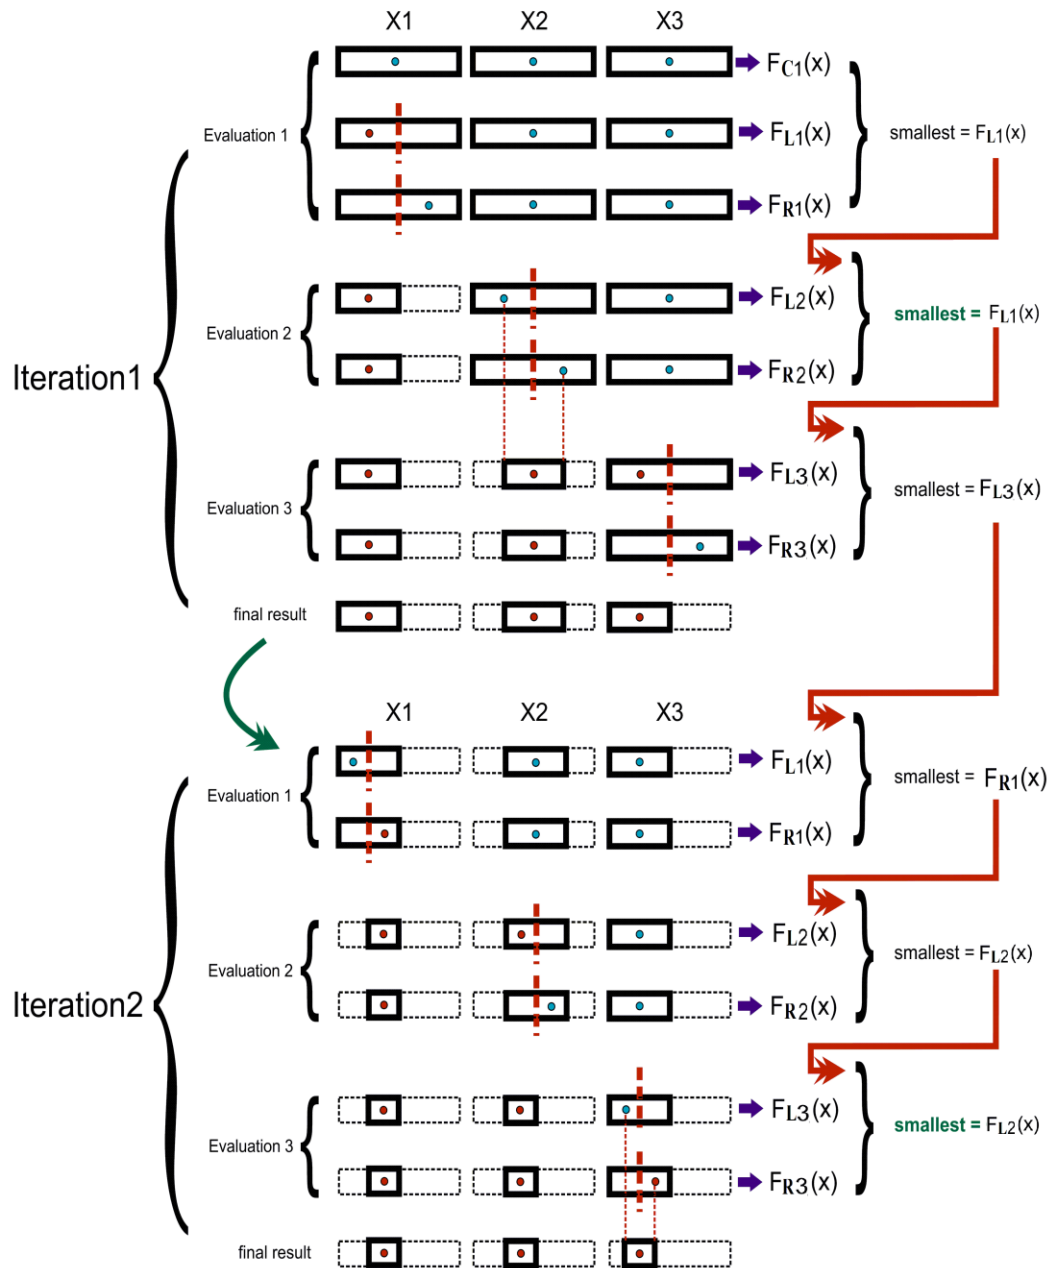 X1 X2 X3
F_C1(x)
Evaluation 1
F_L1(x)
smallest = F_L1(x)
F_R1(x)
F_L2(x)
Evaluation 2
smallest = F_L1(x)
F_R2(x)
Iteration1
F_L3(x)
Evaluation 3
smallest = F_L3(x)
F_R3(x)
final result
X1 X2 X3
F_L1(x)
Evaluation 1
smallest = F_R1(x)
F_R1(x)
F_L2(x)
Evaluation 2
smallest = F_L2(x)
Iteration2
F_R2(x)
F_L3(x)
Evaluation 3
smallest = F_L2(x)
F_R3(x)
final result